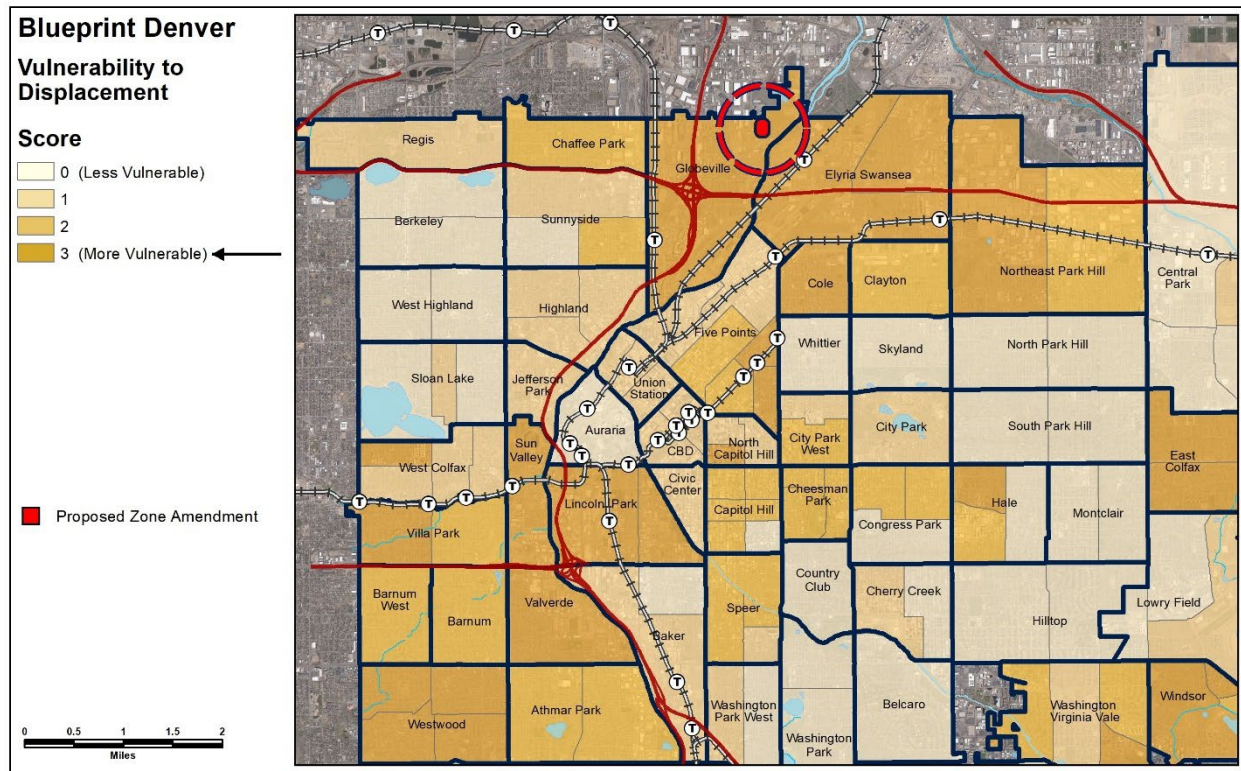 Blueprint Denver
Vulnerability to
Displacement
Score
0 (Less Vulnerable)
1
2
3 (More Vulnerable)
Proposed Zone Amendment
0 0.5 1 1.5 2
Miles
T
T
T
Regis
Chaffee Park
Globeville
T
Elyria Swansea
Berkeley
Sunnyside
T
T
T
T
Cole
Clayton
Northeast Park Hill
Central
Park
West Highland
Highland
Five Points
T
Whittier
Skyland
North Park Hill
Sloan Lake
Jefferson
Park
T
Union
Station
T
T
T
Auraria
T
T
T
T
T
T
T
T
T
CBD
North
Capitol Hill
City Park
West
City Park
South Park Hill
East
Colfax
Sun
Valley
West Colfax
Civic
Center
T
T
T
T
Lincoln Park
T
Capitol Hill
Cheesman
Park
Congress Park
Hale
Montclair
Villa Park
Barnum
West
Barnum
Valverde
Baker
Speer
Country
Club
Cherry Creek
Hilltop
Lowry Field
T
T
Westwood
Athmar Park
Washington
Park West
Washington
Park
Belcaro
Washington
Virginia Vale
Windsor